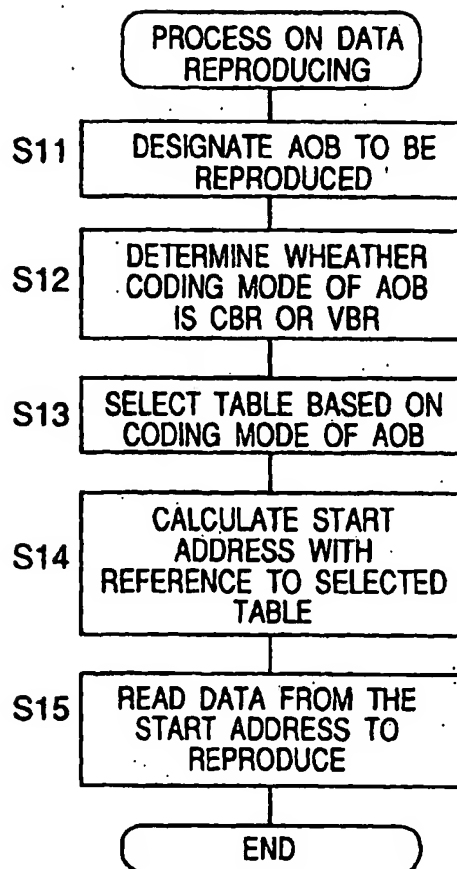 PROCESS ON DATA
REPRODUCING
S11
DESIGNATE AOB TO BE
REPRODUCED
S12
DETERMINE WHEATHER
CODING MODE OF AOB
IS CBR OR VBR
S13
SELECT TABLE BASED ON
CODING MODE OF AOB
S14
CALCULATE START
ADDRESS WITH
REFERENCE TO SELECTED
TABLE
S15
READ DATA FROM THE
START ADDRESS TO
REPRODUCE
END